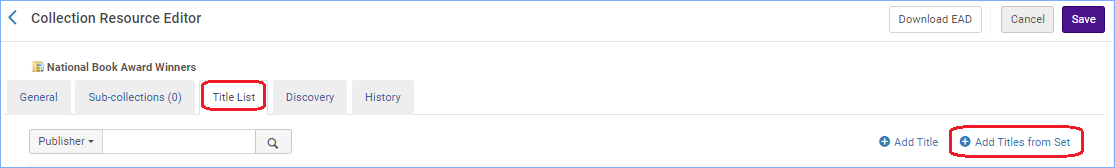 Collection Resource Editor Download EAD Cancel Save
National Book Award Winners
General Sub-collections (0) Title List Discovery History
Publisher Add Title Add Titles from Set